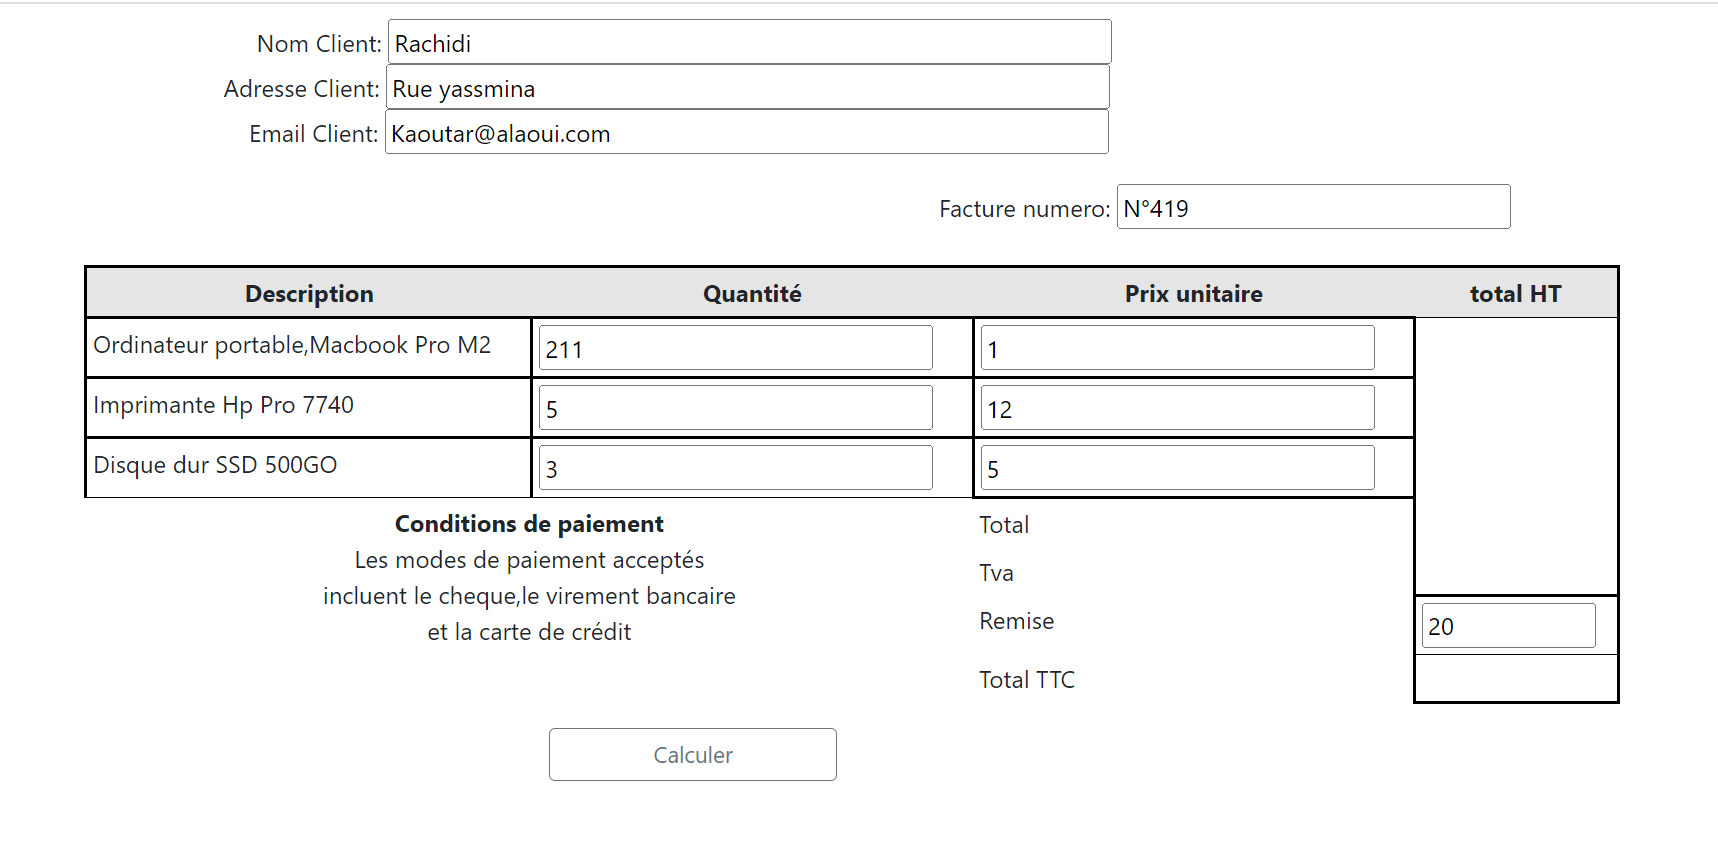 Nom Client: Rachidi
Adresse Client: Rue yassmina
Email Client: Kaoutar@alaoui.com
Facture numero: N°419
Description Quantité Prix unitaire total HT
Ordinateur portable,Macbook Pro M2 211 1
Imprimante Hp Pro 7740 5 12
Disque dur SSD 500GO 3 5
Conditions de paiement
Les modes de paiement acceptés
incluent le cheque,le virement bancaire
et la carte de crédit
Total
Tva
Remise 20
Total TTC
Calculer